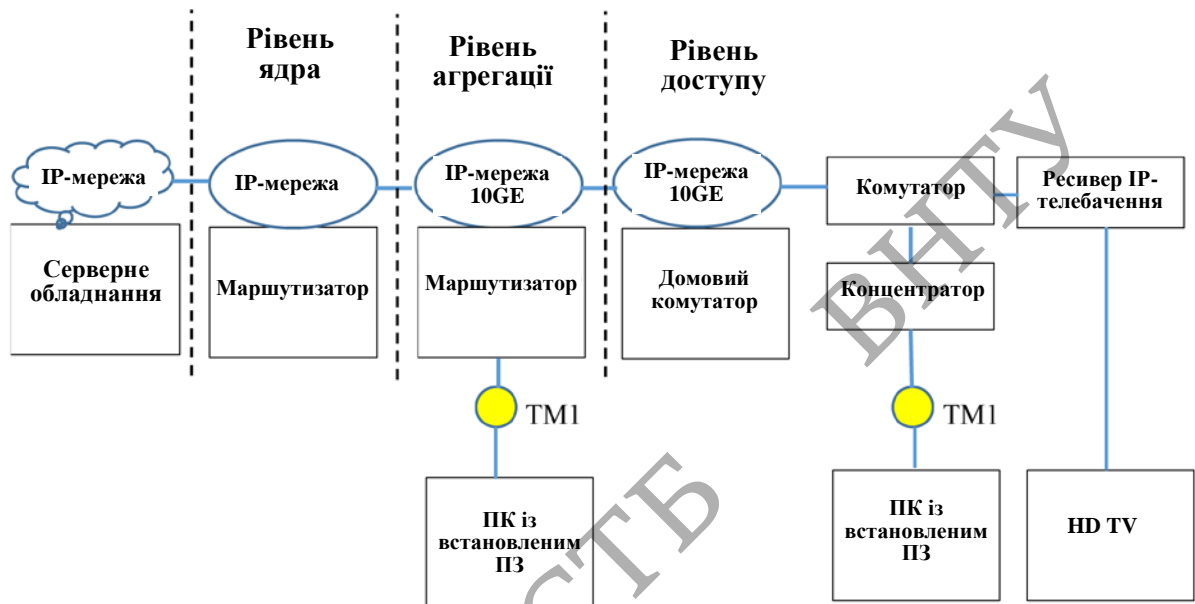 Рівень
ядра
Рівень
агрегації
Рівень
доступу
IP-мережа
IP-мережа
IP-мережа
10GE
IP-мережа
10GE
Комутатор
Ресивер IP-
телебачення
Серверне
обладнання
Маршутизатор
Маршутизатор
Домовий
комутатор
Концентратор
ТМ1
ТМ1
ПК із
встановленим
ПЗ
ПК із
встановленим
ПЗ
HD TV
ВНТУ
СТБ